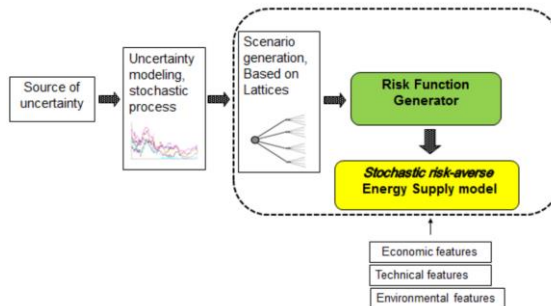 Source of
uncertainty
Uncertainty
modeling,
stochastic
process
Scenario
generation,
Based on
Lattices
Risk Function
Generator
Stochastic risk-averse
Energy Supply model
Economic features
Technical features
Environmental features